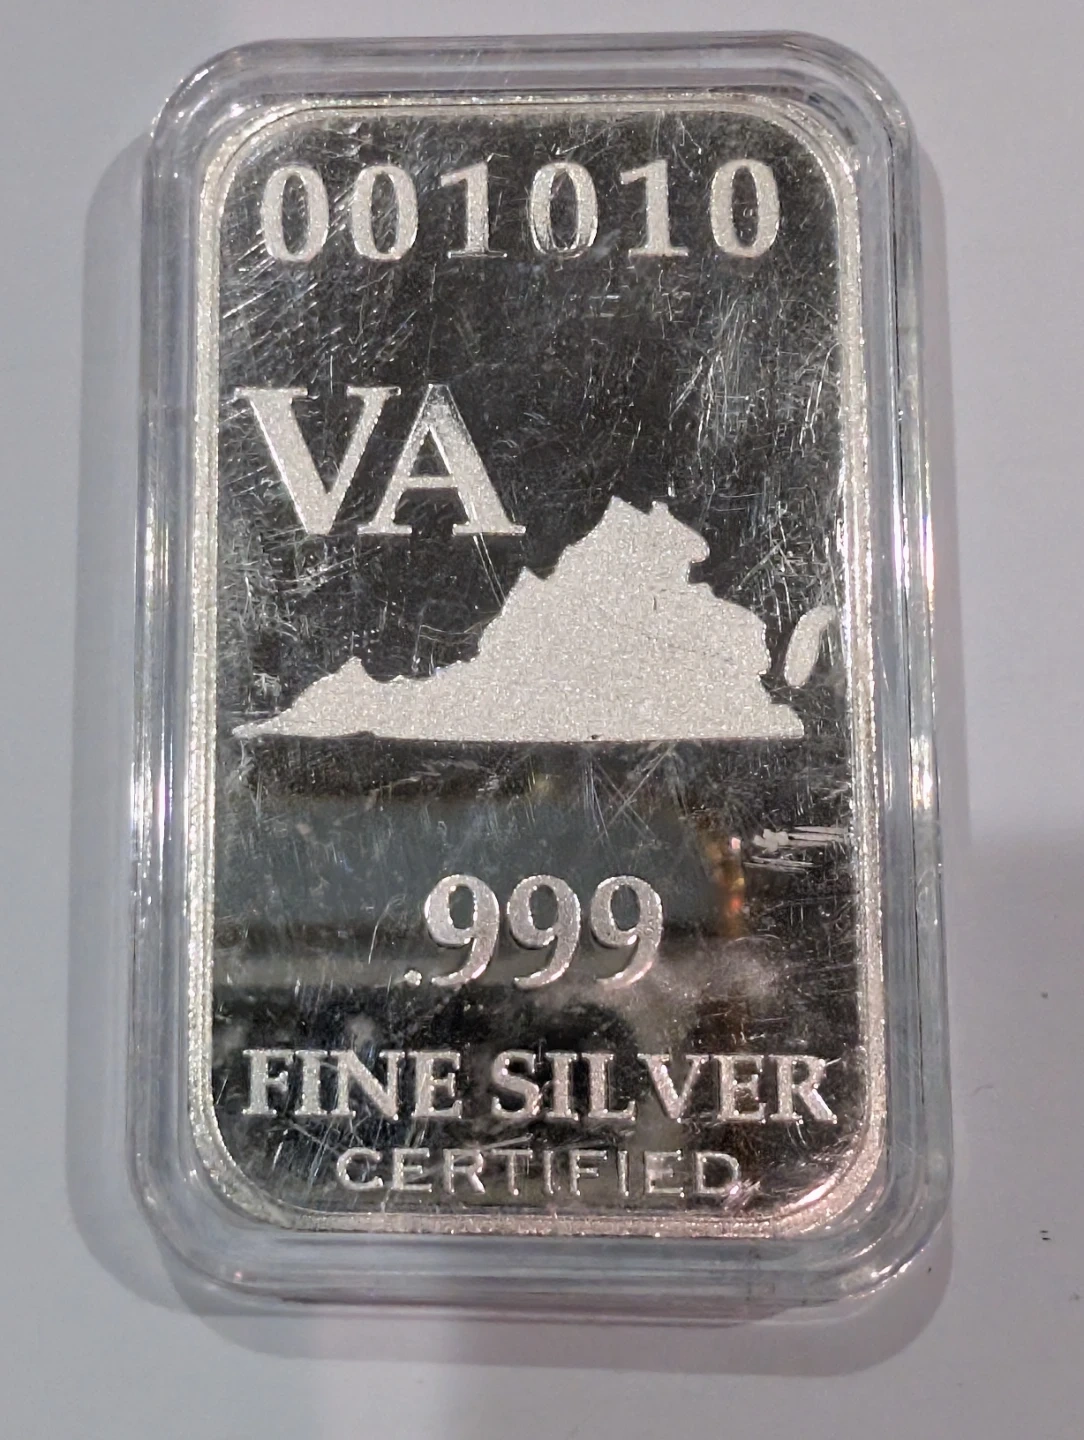 001010
VA
.999
FINE SILVER
CERTIFIED